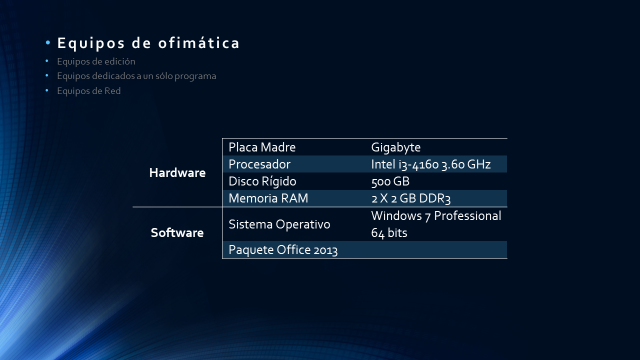 • Equipos de ofimática
• Equipos de edición
• Equipos dedicados a un sólo programa
• Equipos de Red
Hardware
Placa Madre Gigabyte
Procesador Intel i3-4160 3.60 GHz
Disco Rígido 500 GB
Memoria RAM 2 X 2 GB DDR3
Software
Sistema Operativo Windows 7 Professional
64 bits
Paquete Office 2013